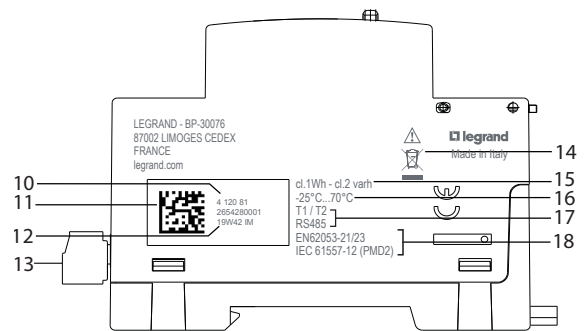 LEGRAND - BP-30076
87002 LIMOGES CEDEX
FRANCE
legrand.com
legrand
Made in Italy
14
10
11
12
13
4 120 81
2654280001
19W42 IM
cl.1Wh - cl.2 varh
-25°C...70°C
T1 / T2
RS485
EN62053-21/23
IEC 61557-12 (PMD2)
15
16
17
18